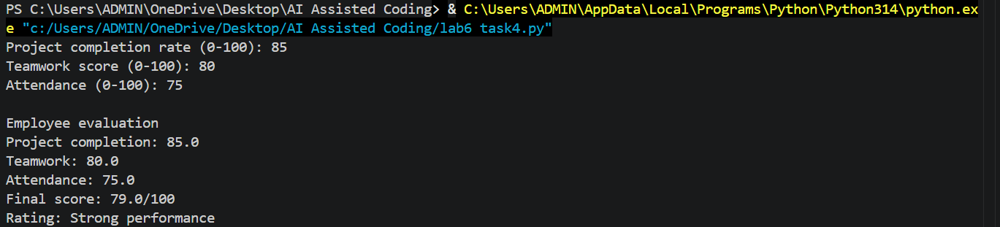 PS C:\Users\ADMIN\OneDrive\Desktop\AI Assisted Coding> & C:\Users\ADMIN\AppData\Local\Programs\Python\Python314\python.ex
e "c:/Users/ADMIN/OneDrive/Desktop/AI Assisted Coding/lab6 task4.py"
Project completion rate (0-100): 85
Teamwork score (0-100): 80
Attendance (0-100): 75
Employee evaluation
Project completion: 85.0
Teamwork: 80.0
Attendance: 75.0
Final score: 79.0/100
Rating: Strong performance